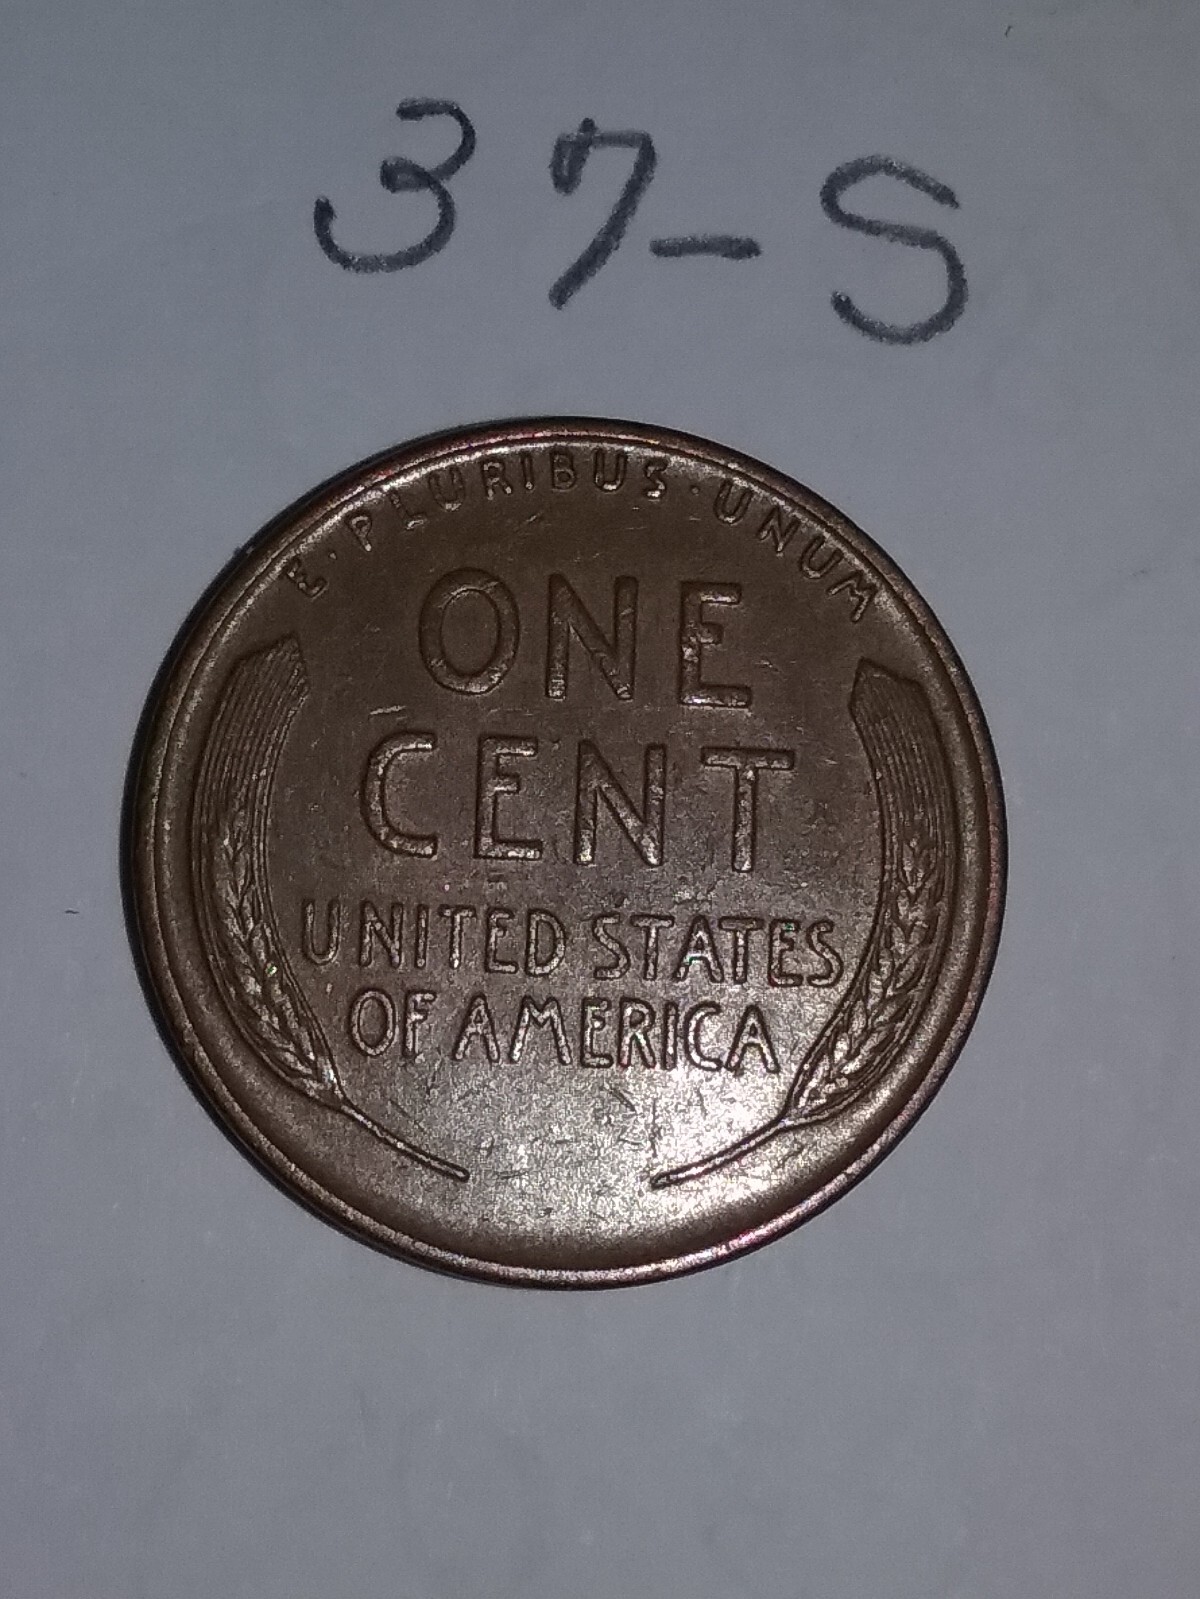 37-S
E·PLURIBUS·UNUM
ONE
CENT
UNITED STATES
OF AMERICA